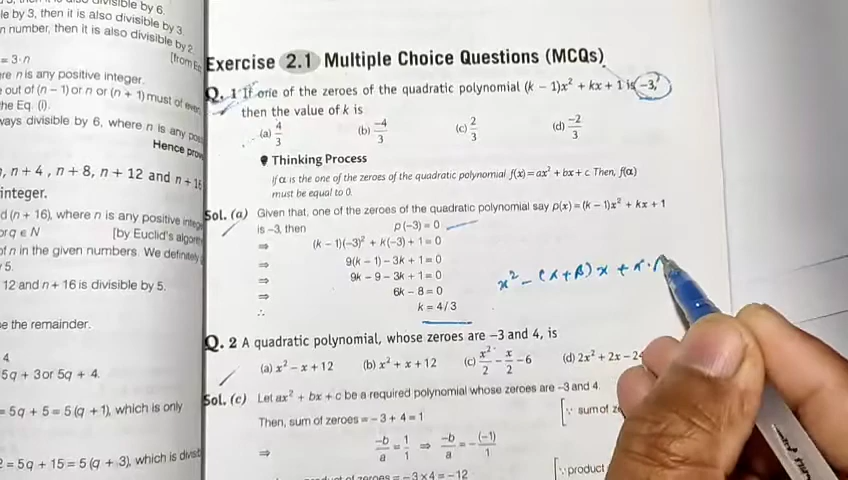 divisible by 6.
le by 3, then it is also divisible by 3
n number, then it is also divisible by 2
[from Eq
= 3·n
re n is any positive integer.
out of (n – 1) or n or (n + 1) must of
the Eq. (i).
ways divisible by 6, where n is any
Hence
, n + 4 , n + 8, n + 12 and n + 16
integer.
d (n + 16), where n is any positive
or q ∈ N [by Euclid's
of n in the given numbers. We
5.
12 and n + 16 is divisible by 5.
e the remainder.
4
5q + 3 or 5q + 4.
= 5q + 5 = 5 (q + 1), which is only
= 5q + 15 = 5 (q + 3), which is
Exercise 2.1 Multiple Choice Questions (MCQs)
Q. 1 If one of the zeroes of the quadratic polynomial (k – 1)x² + kx + 1 is –3,
then the value of k is
(a) 4/3 (b) –4/3 (c) 2/3 (d) –2/3
Thinking Process
If α is the one of the zeroes of the quadratic polynomial f(x) = ax² + bx + c. Then, f(α)
must be equal to 0.
Sol. (a) Given that, one of the zeroes of the quadratic polynomial say p(x) = (k – 1)x² + kx + 1
is –3, then p(–3) = 0
⇒ (k – 1)(–3)² + k(–3) + 1 = 0
⇒ 9(k – 1) – 3k + 1 = 0
⇒ 9k – 9 – 3k + 1 = 0
⇒ 6k – 8 = 0
∴ k = 4/3
x² – (α + β) x + α·
Q. 2 A quadratic polynomial, whose zeroes are –3 and 4, is
(a) x² – x + 12 (b) x² + x + 12 (c) x²/2 – x/2 – 6 (d) 2x² + 2x – 24
Sol. (c) Let ax² + bx + c be a required polynomial whose zeroes are –3 and 4.
Then, sum of zeroes = –3 + 4 = 1 [∵ sum of
⇒ –b/a = 1/1 ⇒ –b/a = –(–1)/1
product of zeroes = –3 × 4 = –12 [∵ product